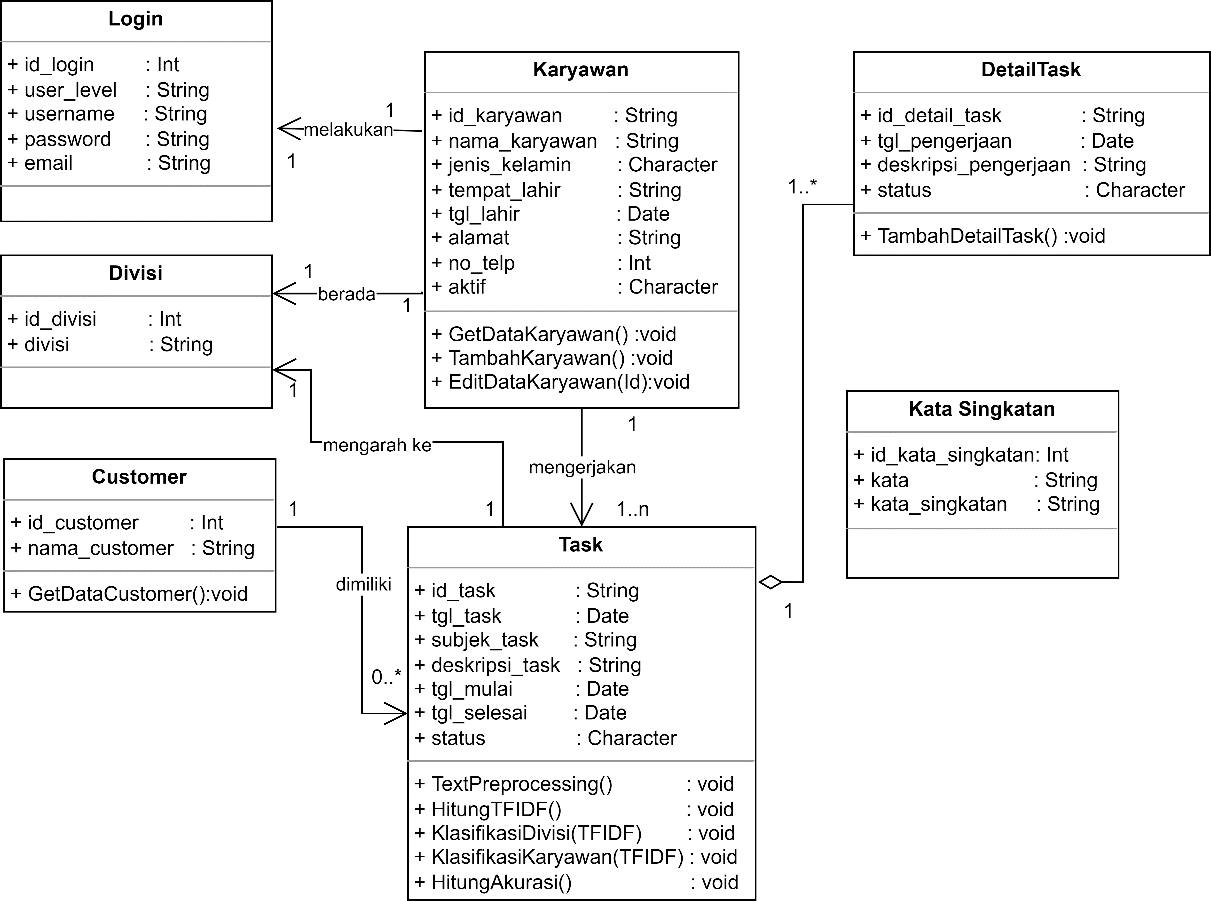 Login
+ id_login : Int
+ user_level : String
+ username : String
+ password : String
+ email : String
melakukan
1
1
Karyawan
+ id_karyawan : String
+ nama_karyawan : String
+ jenis_kelamin : Character
+ tempat_lahir : String
+ tgl_lahir : Date
+ alamat : String
+ no_telp : Int
+ aktif : Character
+ GetDataKaryawan() :void
+ TambahKaryawan() :void
+ EditDataKaryawan(Id):void
DetailTask
+ id_detail_task : String
+ tgl_pengerjaan : Date
+ deskripsi_pengerjaan : String
+ status : Character
+ TambahDetailTask() :void
1..*
Divisi
+ id_divisi : Int
+ divisi : String
1
berada
1
1
mengarah ke
1
1
mengerjakan
1..n
Kata Singkatan
+ id_kata_singkatan: Int
+ kata : String
+ kata_singkatan : String
Customer
+ id_customer : Int
+ nama_customer : String
+ GetDataCustomer():void
1
dimiliki
0..*
Task
+ id_task : String
+ tgl_task : Date
+ subjek_task : String
+ deskripsi_task : String
+ tgl_mulai : Date
+ tgl_selesai : Date
+ status : Character
+ TextPreprocessing() : void
+ HitungTFIDF() : void
+ KlasifikasiDivisi(TFIDF) : void
+ KlasifikasiKaryawan(TFIDF) : void
+ HitungAkurasi() : void
1